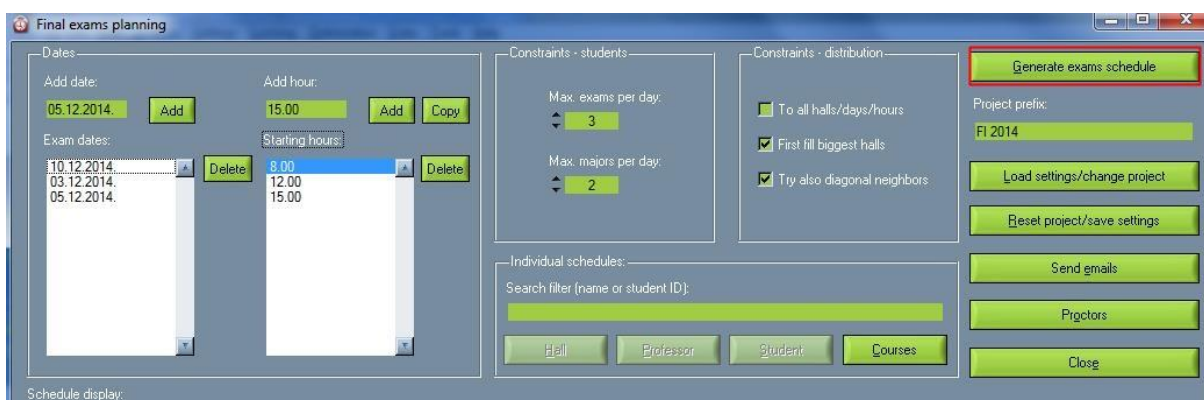 Final exams planning
Dates
Add date:
05.12.2014.
Add
Exam dates:
10.12.2014.
03.12.2014.
05.12.2014.
Delete
Add hour:
15.00
Add
Copy
Starting hours:
8.00
12.00
15.00
Delete
Constraints - students
Max. exams per day:
3
Max. majors per day:
2
Constraints - distribution
To all halls/days/hours
First fill biggest halls
Try also diagonal neighbors
Individual schedules:
Search filter (name or student ID):
Hall
Professor
Student
Courses
Generate exams schedule
Project prefix:
FI 2014
Load settings/change project
Reset project/save settings
Send emails
Proctors
Close
Schedule display: